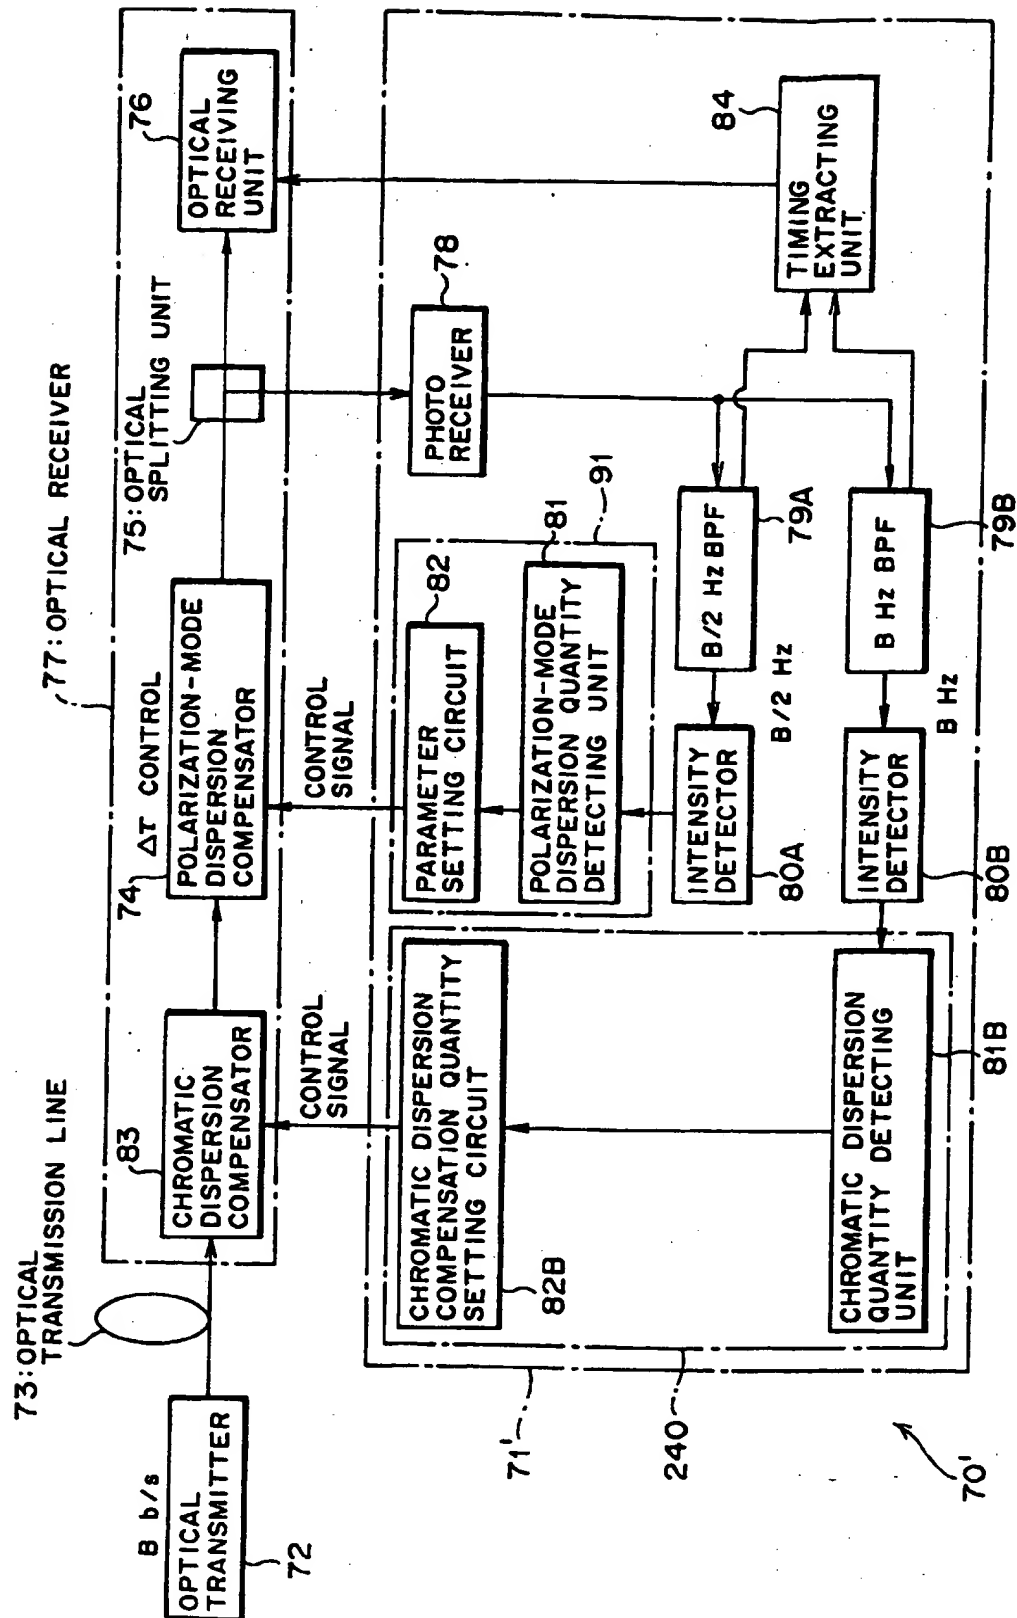 73:OPTICAL
TRANSMISSION LINE
77:OPTICAL RECEIVER
B b/s
OPTICAL
TRANSMITTER
72
83
CHROMATIC
DISPERSION
COMPENSATOR
74
Δτ CONTROL
POLARIZATION-MODE
DISPERSION
COMPENSATOR
75:OPTICAL
SPLITTING UNIT
76
OPTICAL
RECEIVING
UNIT
CONTROL
SIGNAL
CONTROL
SIGNAL
78
PHOTO
RECEIVER
84
TIMING
EXTRACTING
UNIT
CHROMATIC DISPERSION
COMPENSATION QUANTITY
SETTING CIRCUIT
82B
82
PARAMETER
SETTING CIRCUIT
81
91
POLARIZATION-MODE
DISPERSION QUANTITY
DETECTING UNIT
INTENSITY
DETECTOR
80A
B/2 Hz
B/2 Hz BPF
79A
CHROMATIC DISPERSION
QUANTITY DETECTING
UNIT
81B
INTENSITY
DETECTOR
80B
B Hz
B Hz BPF
79B
71'
240
70'